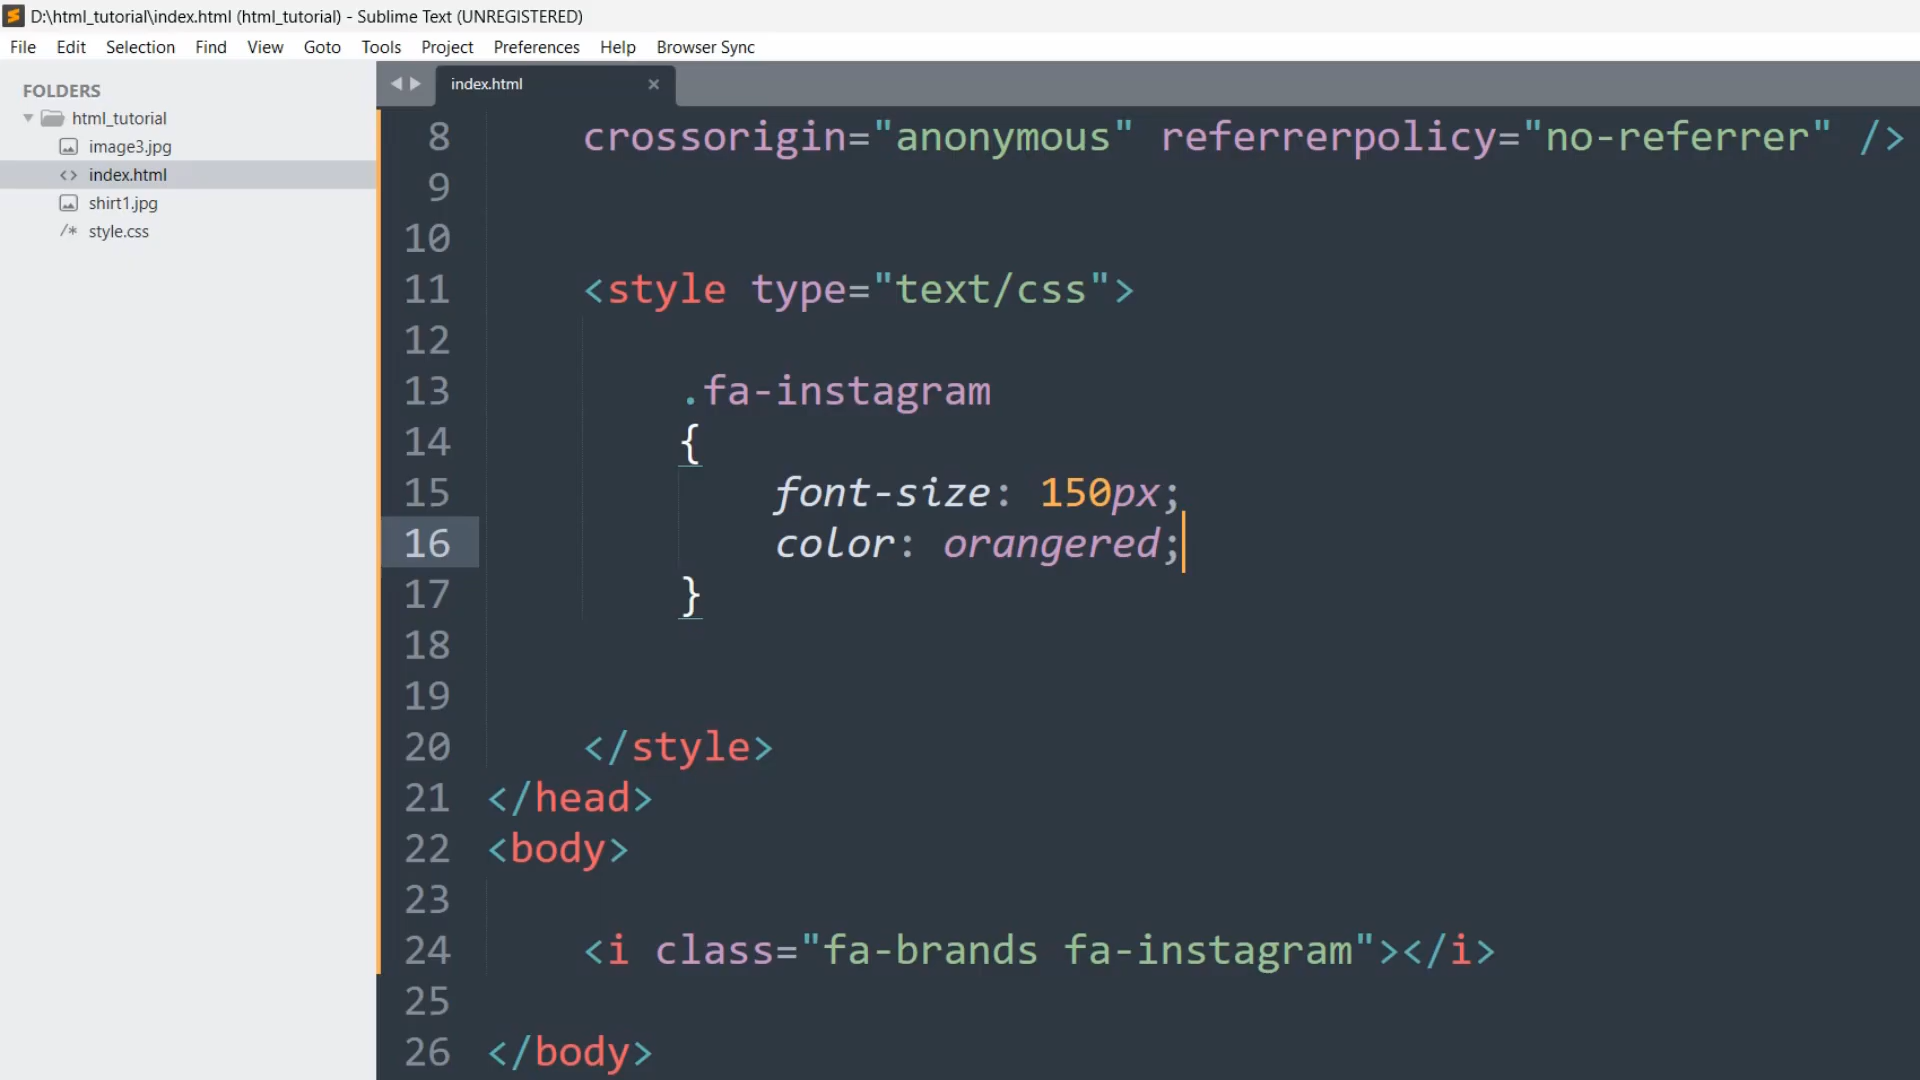 D:\html_tutorial\index.html (html_tutorial) - Sublime Text (UNREGISTERED)
File Edit Selection Find View Goto Tools Project Preferences Help Browser Sync
FOLDERS
html_tutorial
image3.jpg
index.html
shirt1.jpg
/* style.css
index.html
8 crossorigin="anonymous" referrerpolicy="no-referrer" />
9
10
11 <style type="text/css">
12
13 .fa-instagram
14 {
15 font-size: 150px;
16 color: orangered;
17 }
18
19
20 </style>
21 </head>
22 <body>
23
24 <i class="fa-brands fa-instagram"></i>
25
26 </body>